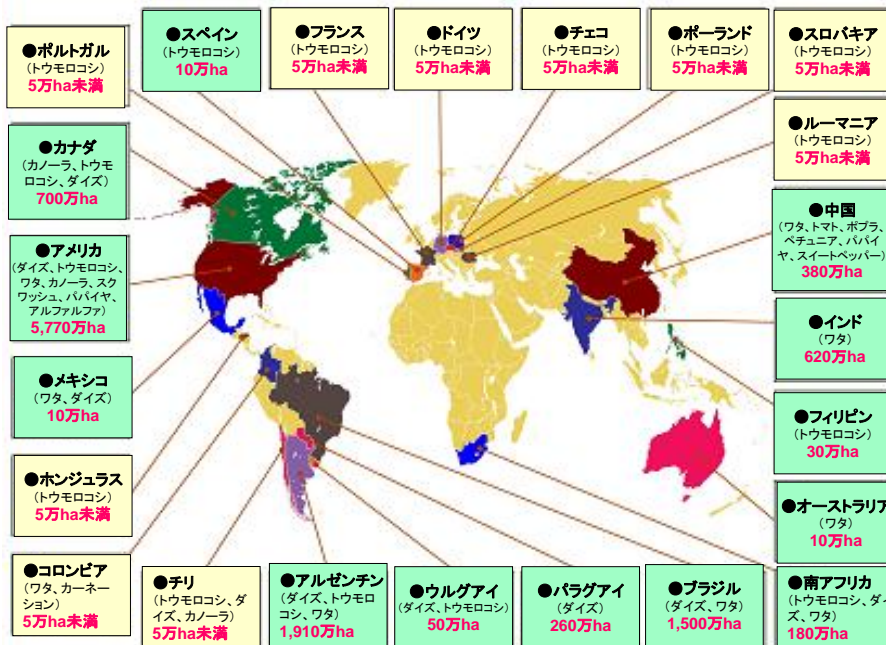 ●ポルトガル
(トウモロコシ)
5万ha未満
●スペイン
(トウモロコシ)
10万ha
●フランス
(トウモロコシ)
5万ha未満
●ドイツ
(トウモロコシ)
5万ha未満
●チェコ
(トウモロコシ)
5万ha未満
●ポーランド
(トウモロコシ)
5万ha未満
●スロバキア
(トウモロコシ)
5万ha未満
●カナダ
(カノーラ、トウモ
ロコシ、ダイズ)
700万ha
●ルーマニア
(トウモロコシ)
5万ha未満
●アメリカ
(ダイズ、トウモロコシ、
ワタ、カノーラ、スク
ワッシュ、パパイヤ、
アルファルファ)
5,770万ha
●中国
(ワタ、トマト、ポプラ、
ペチュニア、パパイ
ヤ、スイートペッパー)
380万ha
●インド
(ワタ)
620万ha
●メキシコ
(ワタ、ダイズ)
10万ha
●フィリピン
(トウモロコシ)
30万ha
●ホンジュラス
(トウモロコシ)
5万ha未満
●オーストラリア
(ワタ)
10万ha
●コロンビア
(ワタ、カーネー
ション)
5万ha未満
●チリ
(トウモロコシ、ダ
イズ、カノーラ)
5万ha未満
●アルゼンチン
(ダイズ、トウモロ
コシ、ワタ)
1,910万ha
●ウルグアイ
(ダイズ、トウモロコシ)
50万ha
●パラグアイ
(ダイズ)
260万ha
●ブラジル
(ダイズ、ワタ)
1,500万ha
●南アフリカ
(トウモロコシ、ダイ
ズ、ワタ)
180万ha